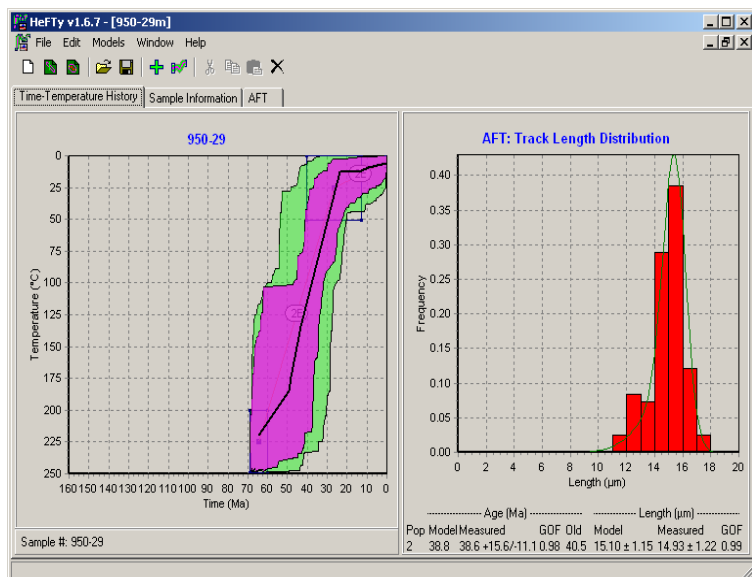 HeFTy v1.6.7 - [950-29m]
File Edit Models Window Help
Time-Temperature History Sample Information AFT
950-29
0
25
50
75
100
125
150
175
200
225
250
Temperature (°C)
2E
160 150 140 130 120 110 100 90 80 70 60 50 40 30 20 10 0
Time (Ma)
Sample #: 950-29
AFT: Track Length Distribution
0.40
0.35
0.30
0.25
0.20
0.15
0.10
0.05
0.00
Frequency
0 2 4 6 8 10 12 14 16 18 20
Length (µm)
Age (Ma) Length (µm)
Pop Model Measured GOF Old Model Measured GOF
2 38.8 38.6 +15.6/-11.1 0.98 40.5 15.10 ± 1.15 14.93 ± 1.22 0.99